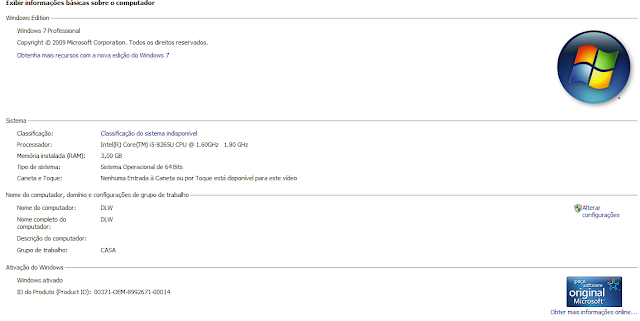 Exibir informações básicas sobre o computador
Windows Edition
Windows 7 Professional
Copyright © 2009 Microsoft Corporation. Todos os direitos reservados.
Obtenha mais recursos com a nova edição do Windows 7
Sistema
Classificação: Classificação do sistema indisponível
Processador: Intel(R) Core(TM) i5-8265U CPU @ 1.60GHz 1.80 GHz
Memória instalada (RAM): 3,00 GB
Tipo de sistema: Sistema Operacional de 64 Bits
Caneta e Toque: Nenhuma Entrada à Caneta ou por Toque está disponível para este vídeo
Nome do computador, domínio e configurações de grupo de trabalho
Nome do computador: DLW
Alterar
configurações
Nome completo do
computador: DLW
Descrição do computador:
Grupo de trabalho: CASA
Ativação do Windows
Windows ativado
ID do Produto (Product ID): 00371-OEM-8992671-00014
peça
software
original
Microsoft
Obter mais informações online...